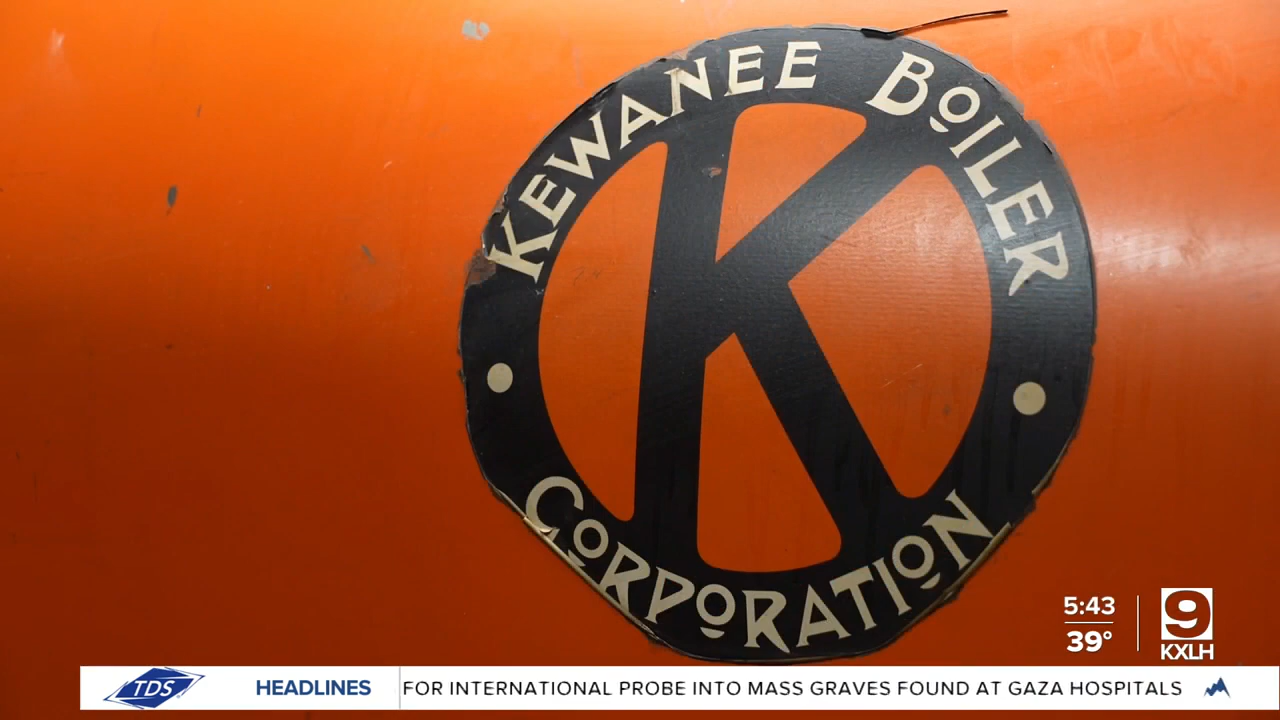 KEWANEE BOILER
K
CORPORATION
5:43
39°
9
KXLH
TDS
HEADLINES
FOR INTERNATIONAL PROBE INTO MASS GRAVES FOUND AT GAZA HOSPITALS